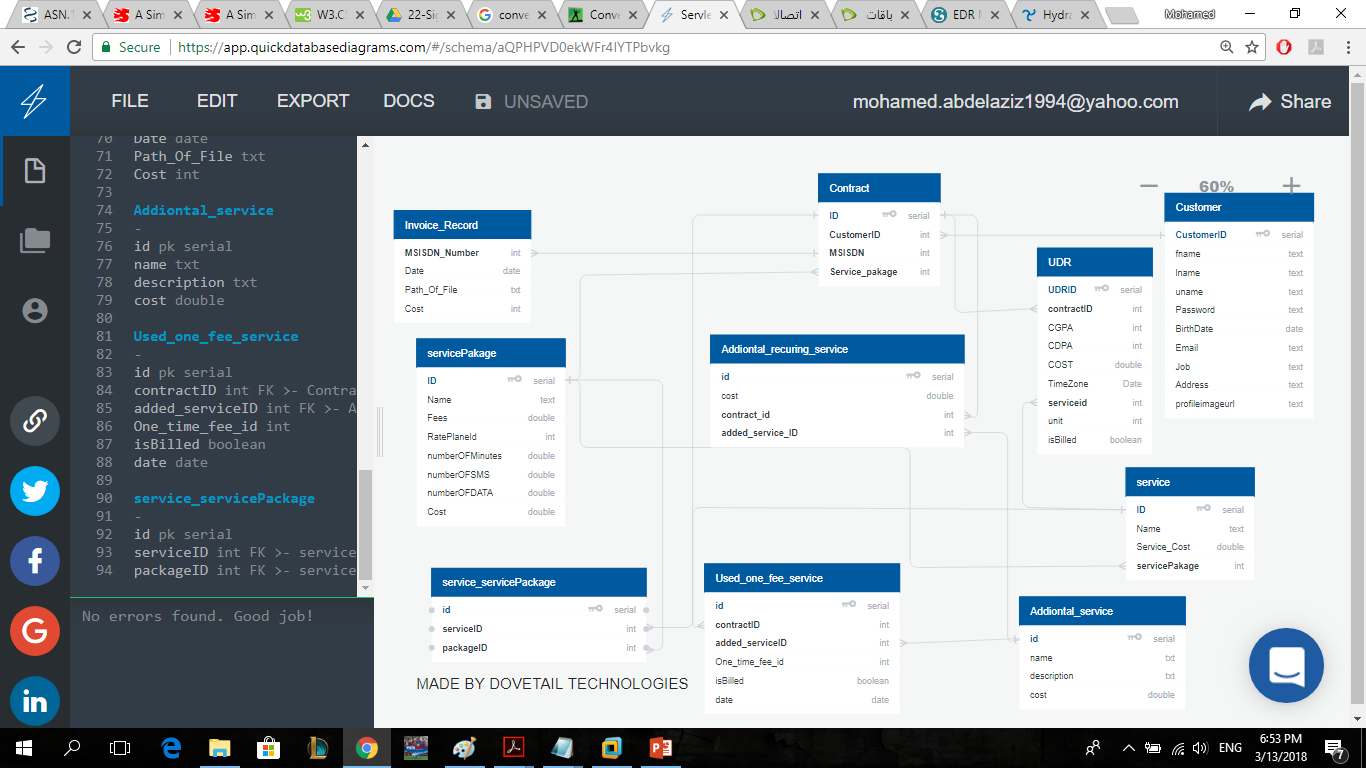 ASN.1
A Sim
A Sim
W3.C
22-Sig
conve
Conve
Servle
اتصالا
باقات
EDR
Hydra
Mohamed
Secure
https://app.quickdatabasediagrams.com/#/schema/aQPHPVD0ekWFr4IYTPbvkg
FILE EDIT EXPORT DOCS UNSAVED
mohamed.abdelaziz1994@yahoo.com Share
70 Date date
71 Path_Of_File txt
72 Cost int
73
74 Addiontal_service
75 -
76 id pk serial
77 name txt
78 description txt
79 cost double
80
81 Used_one_fee_service
82 -
83 id pk serial
84 contractID int FK >- Contra
85 added_serviceID int FK >- A
86 One_time_fee_id int
87 isBilled boolean
88 date date
89
90 service_servicePackage
91 -
92 id pk serial
93 serviceID int FK >- service
94 packageID int FK >- service
No errors found. Good job!
60%
Invoice_Record
MSISDN_Number int
Date date
Path_Of_File txt
Cost int
Contract
ID serial
CustomerID int
MSISDN int
Service_pakage int
Customer
CustomerID serial
fname text
lname text
uname text
Password text
BirthDate date
Email text
Job text
Address text
profileimageurl text
UDR
UDRID serial
contractID int
CGPA int
CDPA int
COST double
TimeZone Date
serviceid int
unit int
isBilled boolean
servicePakage
ID serial
Name text
Fees double
RatePlaneId int
numberOFMinutes double
numberOFSMS double
numberOFDATA double
Cost double
Addiontal_recuring_service
id serial
cost double
contract_id int
added_service_ID int
service
ID serial
Name text
Service_Cost double
servicePakage int
service_servicePackage
id serial
serviceID int
packageID int
Used_one_fee_service
id serial
contractID int
added_serviceID int
One_time_fee_id int
isBilled boolean
date date
Addiontal_service
id serial
name txt
description txt
cost double
MADE BY DOVETAIL TECHNOLOGIES
ENG
6:53 PM
3/13/2018
7